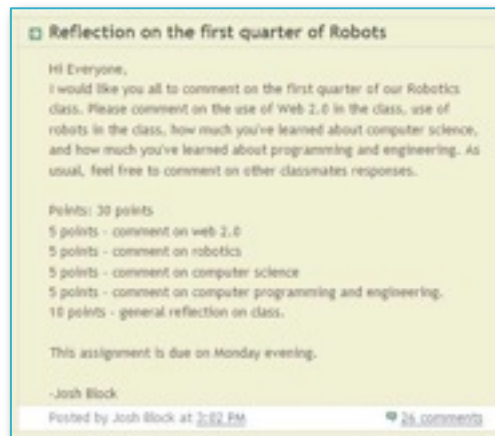 Reflection on the first quarter of Robots
Hi Everyone,
I would like you all to comment on the first quarter of our Robotics
class. Please comment on the use of Web 2.0 in the class, use of
robots in the class, how much you've learned about computer science,
and how much you've learned about programming and engineering. As
usual, feel free to comment on other classmates responses.
Points: 30 points
5 points - comment on web 2.0
5 points - comment on robotics
5 points - comment on computer science
5 points - comment on computer programming and engineering.
10 points - general reflection on class.
This assignment is due on Monday evening.
-Josh Block
Posted by Josh Block at 3:02 PM
26 comments